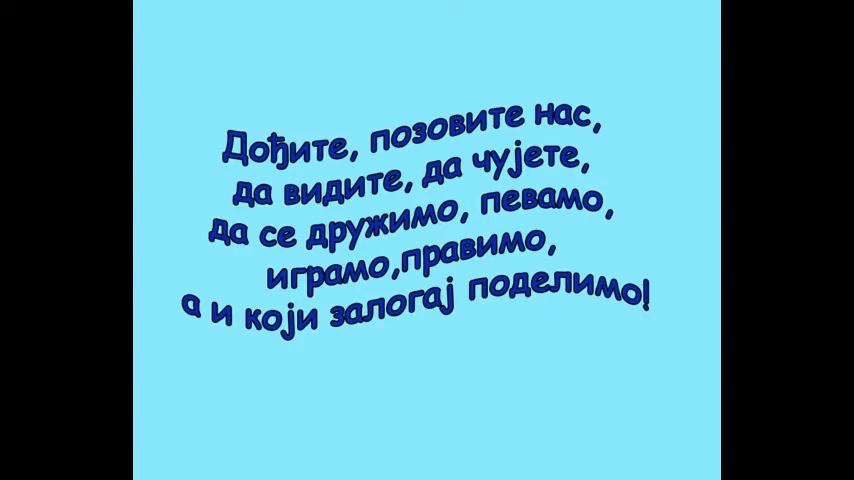 Дођите, позовите нас,
да видите, да чујете,
да се дружимо, певамо,
играмо,правимо,
а и који залогај поделимо!